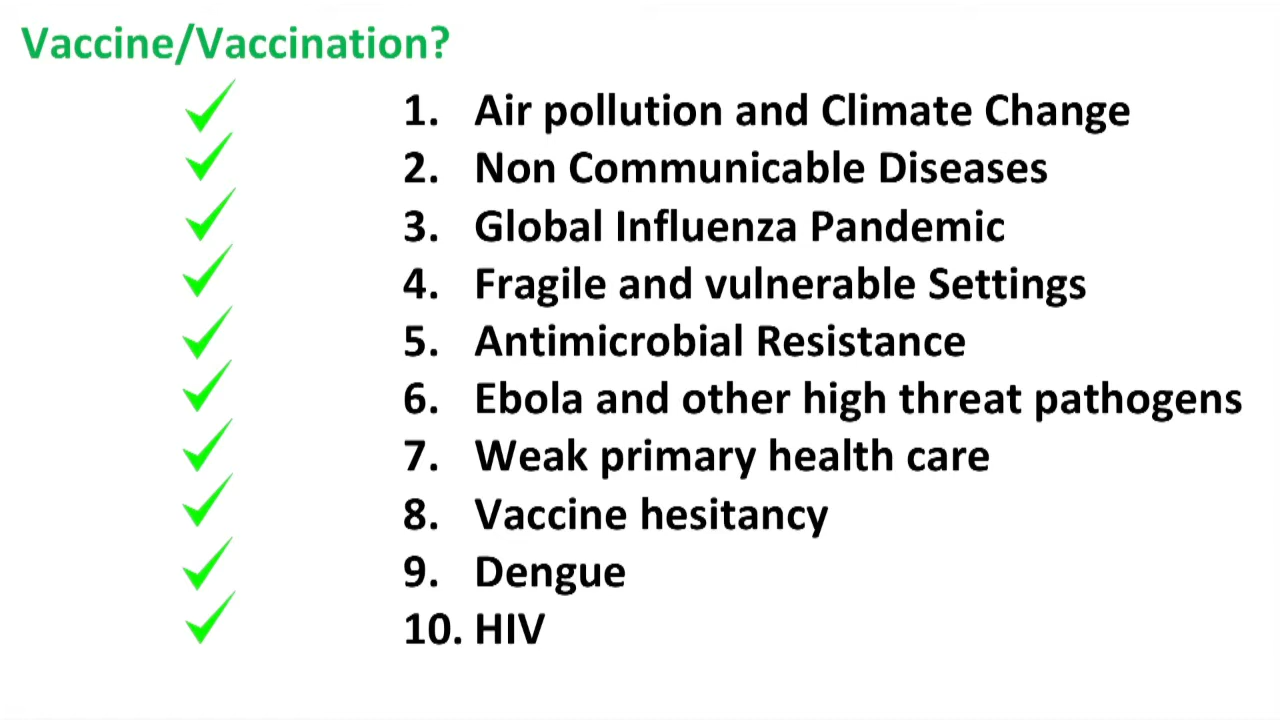 Vaccine/Vaccination?
1. Air pollution and Climate Change
2. Non Communicable Diseases
3. Global Influenza Pandemic
4. Fragile and vulnerable Settings
5. Antimicrobial Resistance
6. Ebola and other high threat pathogens
7. Weak primary health care
8. Vaccine hesitancy
9. Dengue
10. HIV